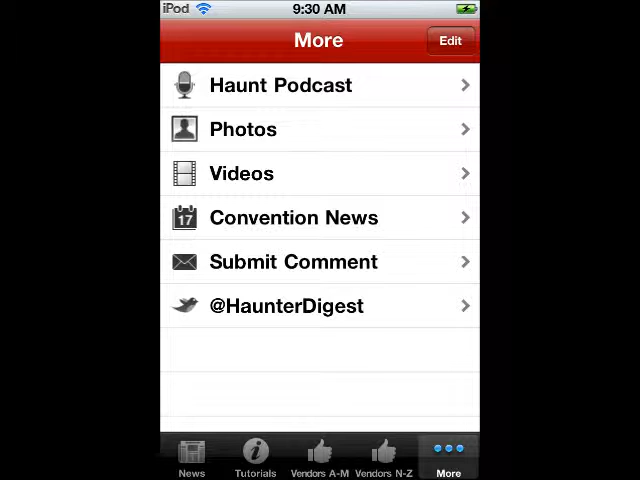 iPod 9:30 AM
More Edit
Haunt Podcast
Photos
Videos
17 Convention News
Submit Comment
@HaunterDigest
News Tutorials Vendors A-M Vendors N-Z More